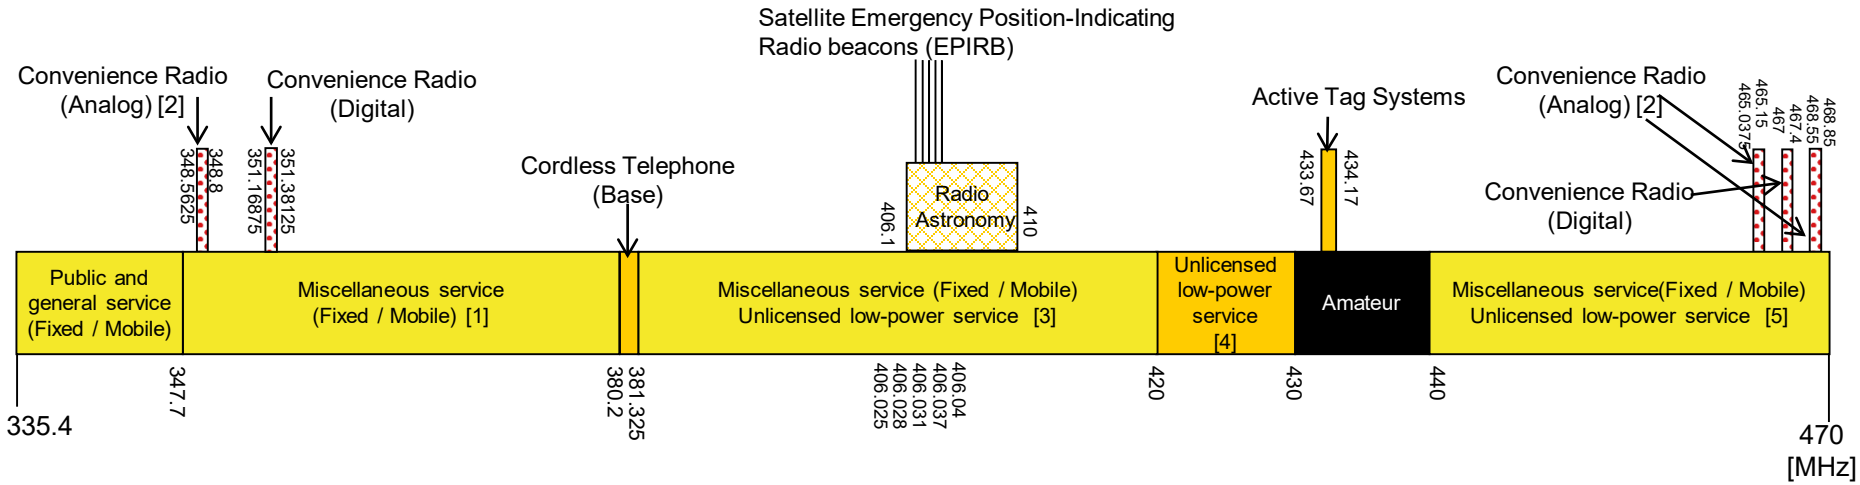 Satellite Emergency Position-Indicating
Radio beacons (EPIRB)
Convenience Radio
(Analog) [2]
Convenience Radio
(Digital)
Active Tag Systems
Convenience Radio
(Analog) [2]
Convenience Radio
(Digital)
Cordless Telephone
(Base)
348.5625
348.8
351.16875
351.38125
406.1
Radio
Astronomy
410
433.67
434.17
465.0375
465.15
467
467.4
468.55
468.85
Public and
general service
(Fixed / Mobile)
Miscellaneous service
(Fixed / Mobile) [1]
Miscellaneous service (Fixed / Mobile)
Unlicensed low-power service [3]
Unlicensed
low-power
service
[4]
Amateur
Miscellaneous service(Fixed / Mobile)
Unlicensed low-power service [5]
335.4
347.7
380.2
381.325
406.025
406.028
406.031
406.037
406.04
420
430
440
470
[MHz]